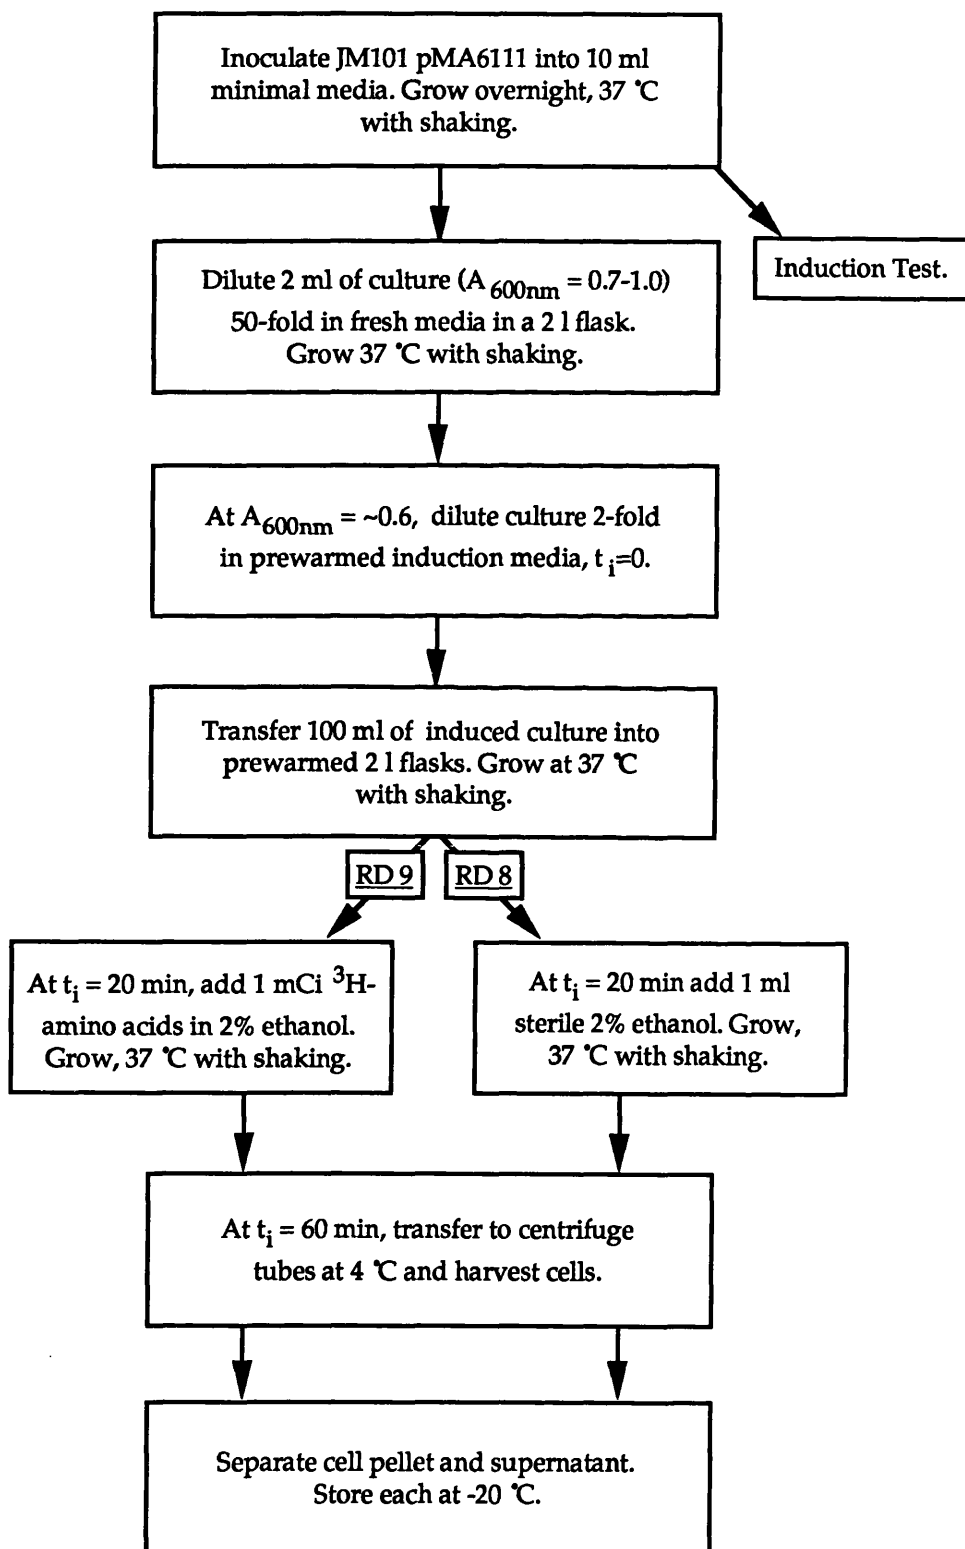 Inoculate JM101 pMA6111 into 10 ml
minimal media. Grow overnight, 37 °C
with shaking.
Induction Test.
Dilute 2 ml of culture (A 600nm = 0.7-1.0)
50-fold in fresh media in a 2 l flask.
Grow 37 °C with shaking.
At A600nm = ~0.6, dilute culture 2-fold
in prewarmed induction media, t i=0.
Transfer 100 ml of induced culture into
prewarmed 2 l flasks. Grow at 37 °C
with shaking.
RD 9
RD 8
At ti = 20 min, add 1 mCi 3H-
amino acids in 2% ethanol.
Grow, 37 °C with shaking.
At ti = 20 min add 1 ml
sterile 2% ethanol. Grow,
37 °C with shaking.
At ti = 60 min, transfer to centrifuge
tubes at 4 °C and harvest cells.
Separate cell pellet and supernatant.
Store each at -20 °C.